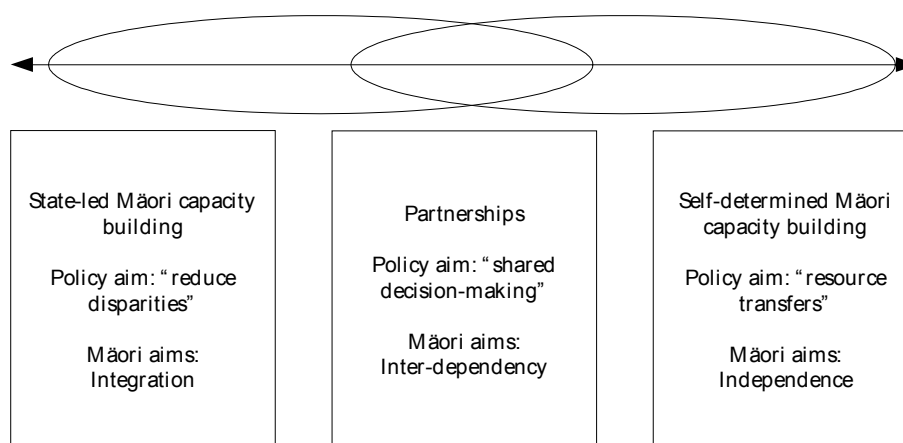 State-led Mäori capacity
building
Policy aim: “reduce
disparities”
Mäori aims:
Integration
Partnerships
Policy aim: “shared
decision-making”
Mäori aims:
Inter-dependency
Self-determined Mäori
capacity building
Policy aim: “resource
transfers”
Mäori aims:
Independence